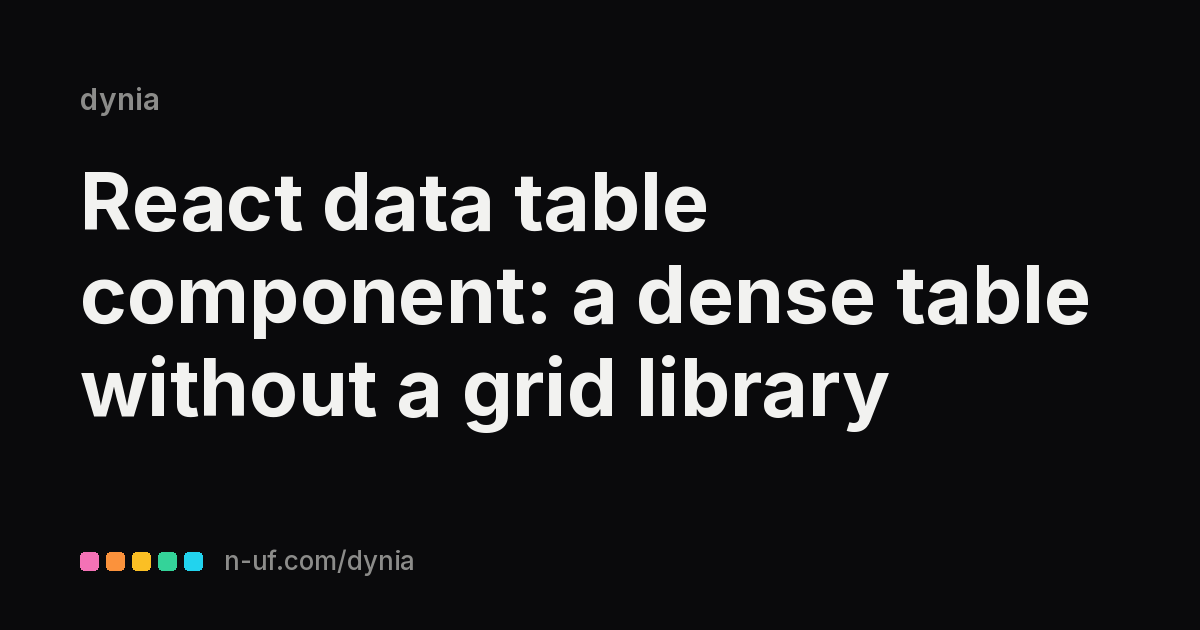 dynia
React data table
component: a dense table
without a grid library
n-uf.com/dynia